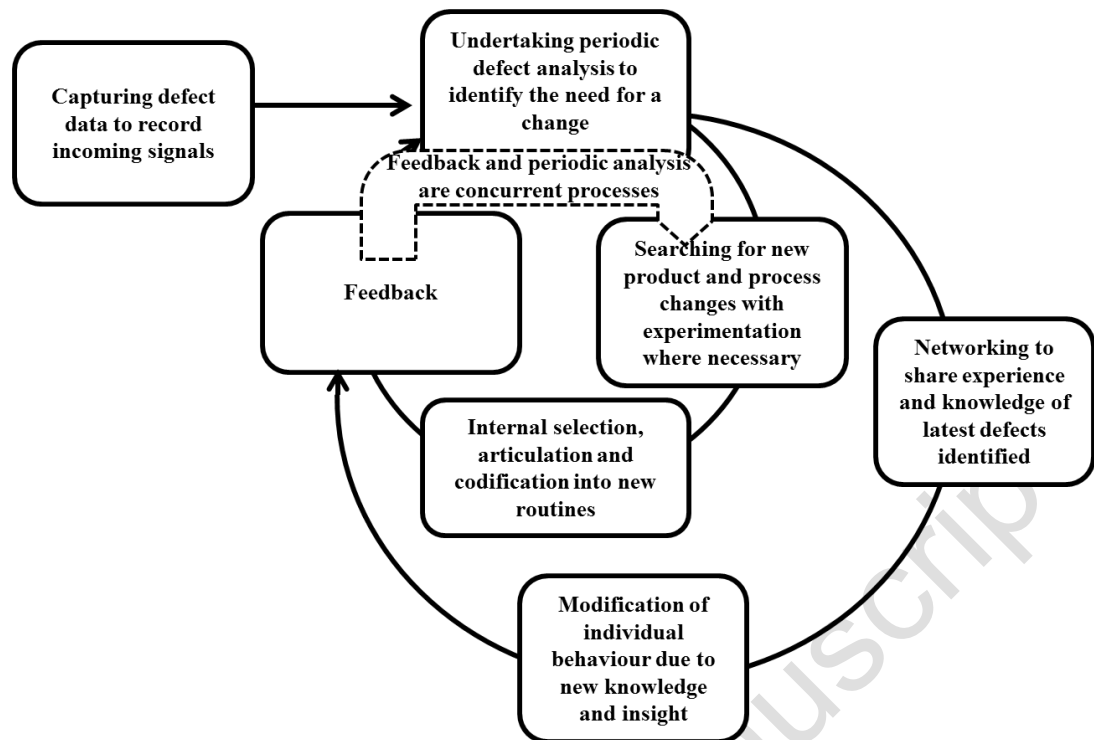 Undertaking periodic
defect analysis to
identify the need for a
change
Capturing defect
data to record
incoming signals
Feedback and periodic analysis
are concurrent processes
Feedback
Searching for new
product and process
changes with
experimentation
where necessary
Networking to
share experience
and knowledge of
latest defects
identified
Internal selection,
articulation and
codification into new
routines
Modification of
individual
behaviour due to
new knowledge
and insight
uscrip